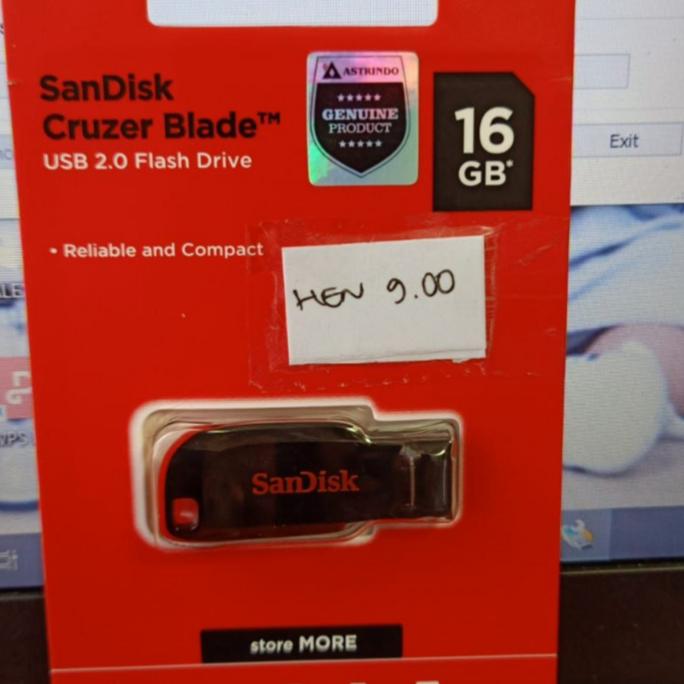 SanDisk
Cruzer Blade™
USB 2.0 Flash Drive
ASTRINDO
GENUINE
PRODUCT
16
GB*
Exit
• Reliable and Compact
HEN 9.00
SanDisk
store MORE